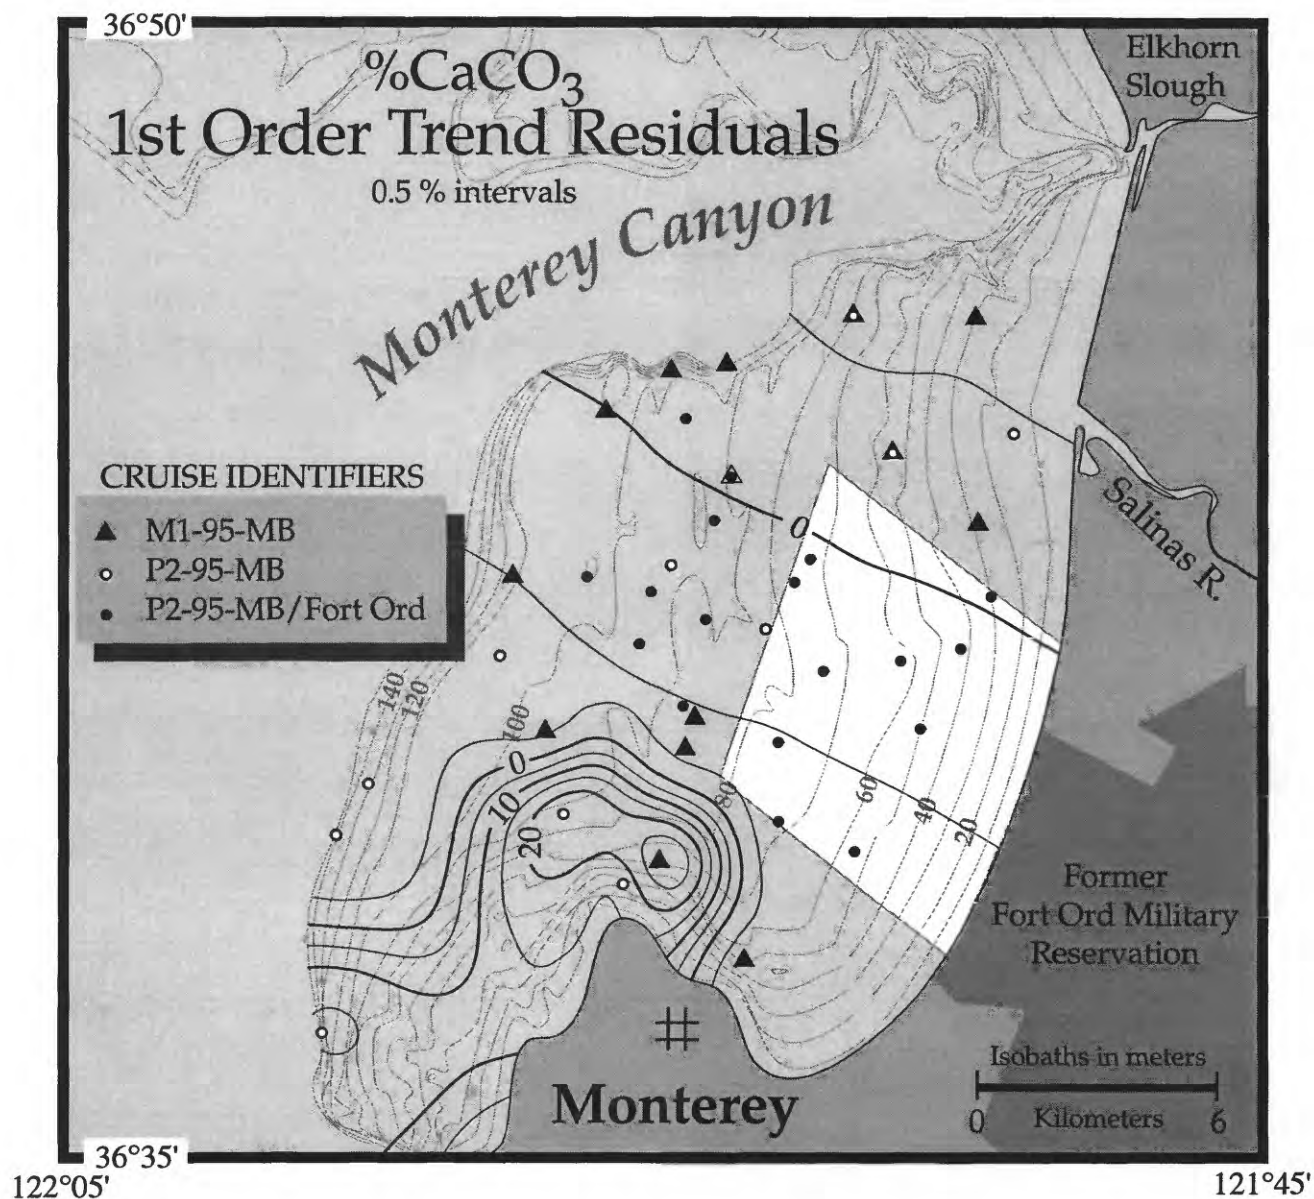 36°50'
%CaCO3
1st Order Trend Residuals
0.5 % intervals
Elkhorn
Slough
Monterey Canyon
CRUISE IDENTIFIERS
M1-95-MB
P2-95-MB
P2-95-MB/Fort Ord
0
Salinas R.
140
120
100
0
10
20
80
60
40
20
Former
Fort Ord Military
Reservation
Monterey
Isobaths in meters
0
Kilometers
6
36°35'
122°05'
121°45'